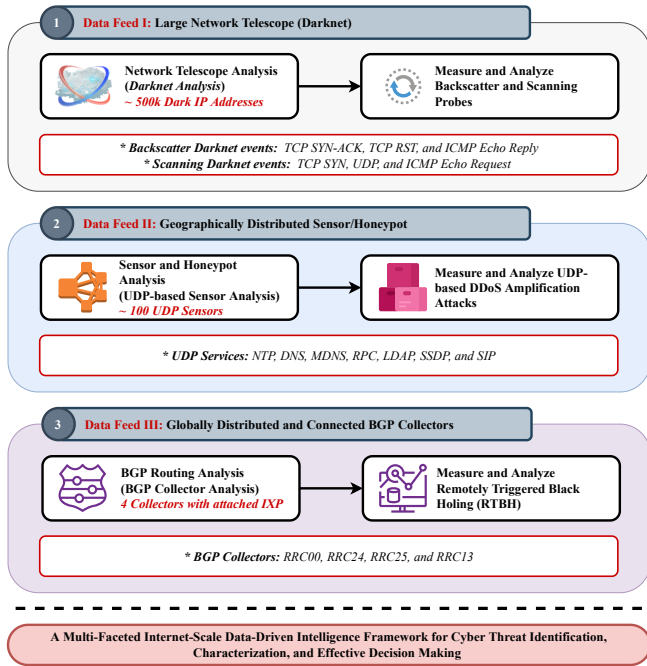 1 Data Feed I: Large Network Telescope (Darknet)
Network Telescope Analysis
(Darknet Analysis)
~ 500k Dark IP Addresses
Measure and Analyze
Backscatter and Scanning
Probes
* Backscatter Darknet events: TCP SYN-ACK, TCP RST, and ICMP Echo Reply
* Scanning Darknet events: TCP SYN, UDP, and ICMP Echo Request
2 Data Feed II: Geographically Distributed Sensor/Honeypot
Sensor and Honeypot
Analysis
(UDP-based Sensor Analysis)
~ 100 UDP Sensors
Measure and Analyze UDP-
based DDoS Amplification
Attacks
* UDP Services: NTP, DNS, MDNS, RPC, LDAP, SSDP, and SIP
3 Data Feed III: Globally Distributed and Connected BGP Collectors
BGP Routing Analysis
(BGP Collector Analysis)
4 Collectors with attached IXP
Measure and Analyze
Remotely Triggered Black
Holing (RTBH)
* BGP Collectors: RRC00, RRC24, RRC25, and RRC13
A Multi-Faceted Internet-Scale Data-Driven Intelligence Framework for Cyber Threat Identification,
Characterization, and Effective Decision Making